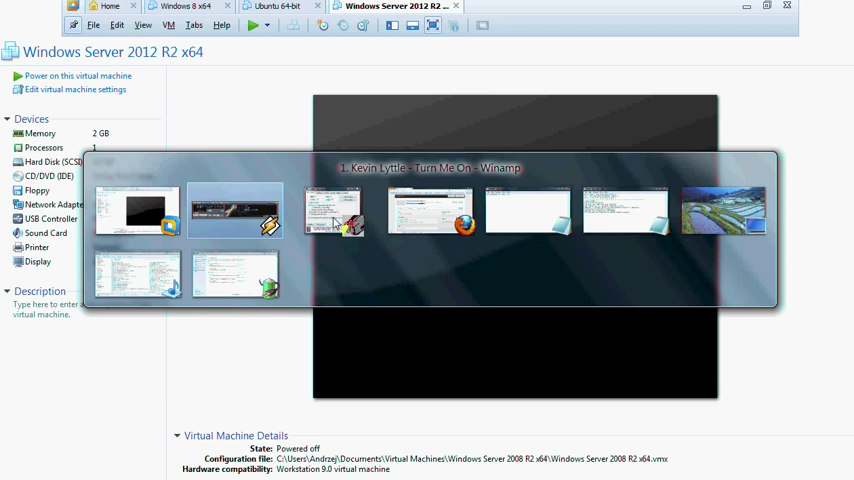 Home
Windows 8 x64
Ubuntu 64-bit
Windows Server 2012 R2 ...
File Edit View VM Tabs Help
Windows Server 2012 R2 x64
Power on this virtual machine
Edit virtual machine settings
Devices
Memory 2 GB
Processors 1
Hard Disk (SCSI)
CD/DVD (IDE)
Floppy
Network Adapte
USB Controller
Sound Card
Printer
Display
1. Kevin Lyttle - Turn Me On - Winamp
Description
Type here to enter a
virtual machine.
Virtual Machine Details
State: Powered off
Configuration file: C:\Users\Andrzej\Documents\Virtual Machines\Windows Server 2008 R2 x64\Windows Server 2008 R2 x64.vmx
Hardware compatibility: Workstation 9.0 virtual machine